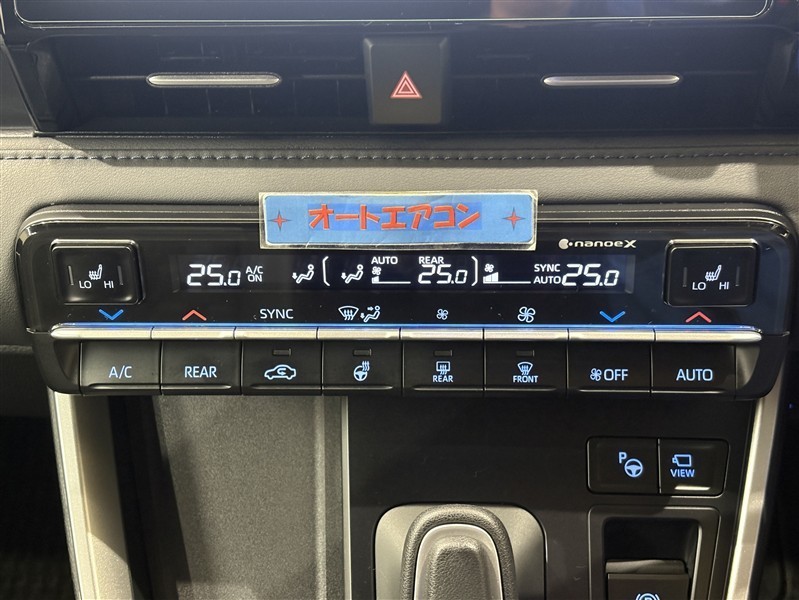 オートエアコン
nanoeX
LO HI
25.0 A/C ON
AUTO
REAR
25.0
SYNC
AUTO 25.0
LO HI
SYNC
A/C
REAR
REAR
FRONT
OFF
AUTO
P
VIEW
(P)